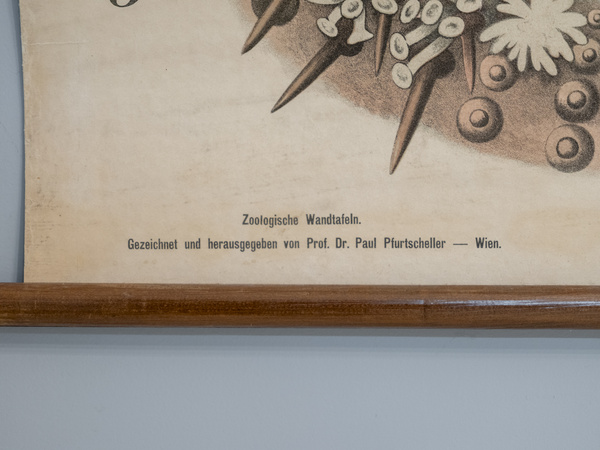 Zoologische Wandtafeln.
Gezeichnet und herausgegeben von Prof. Dr. Paul Pfurtscheller — Wien.